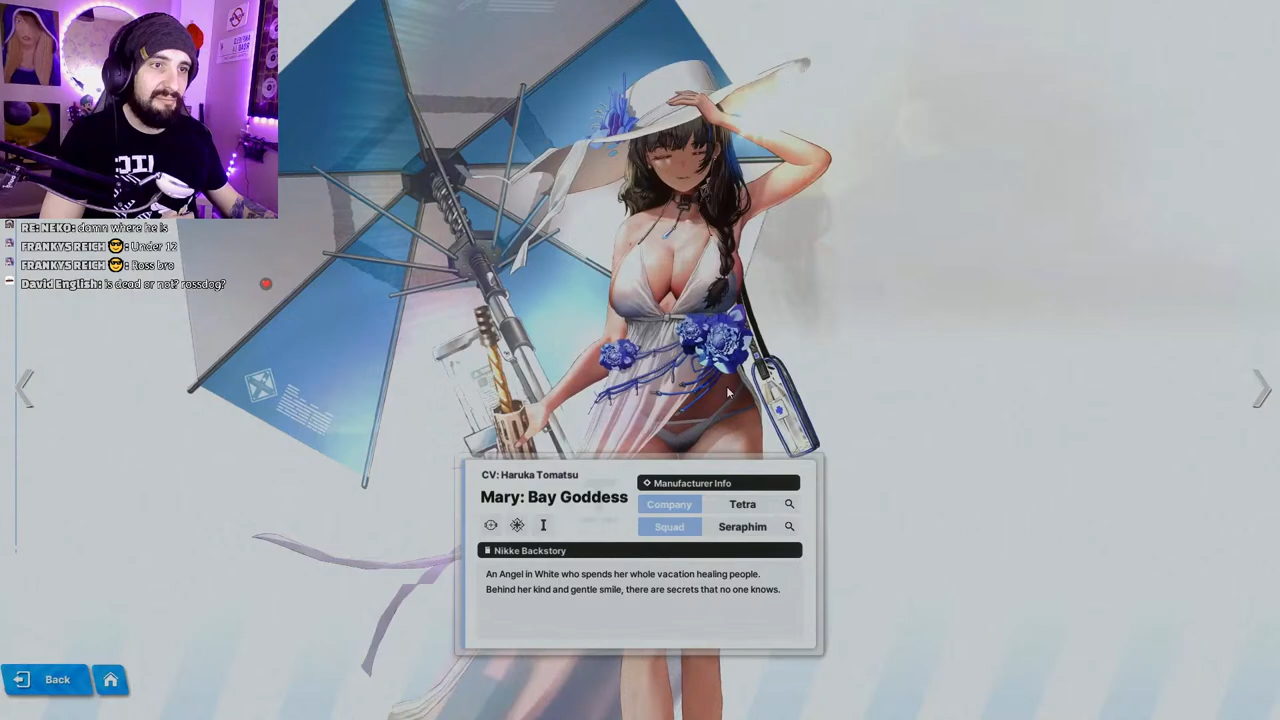 RE: NEKO: damn where he is
FRANKYS REICH 😎: Under 12
FRANKYS REICH 😎: Ross bro
David English: is dead or not? rossdog?
CV: Haruka Tomatsu
Mary: Bay Goddess
Manufacturer Info
Company Tetra
Squad Seraphim
Nikke Backstory
An Angel in White who spends her whole vacation healing people.
Behind her kind and gentle smile, there are secrets that no one knows.
Back